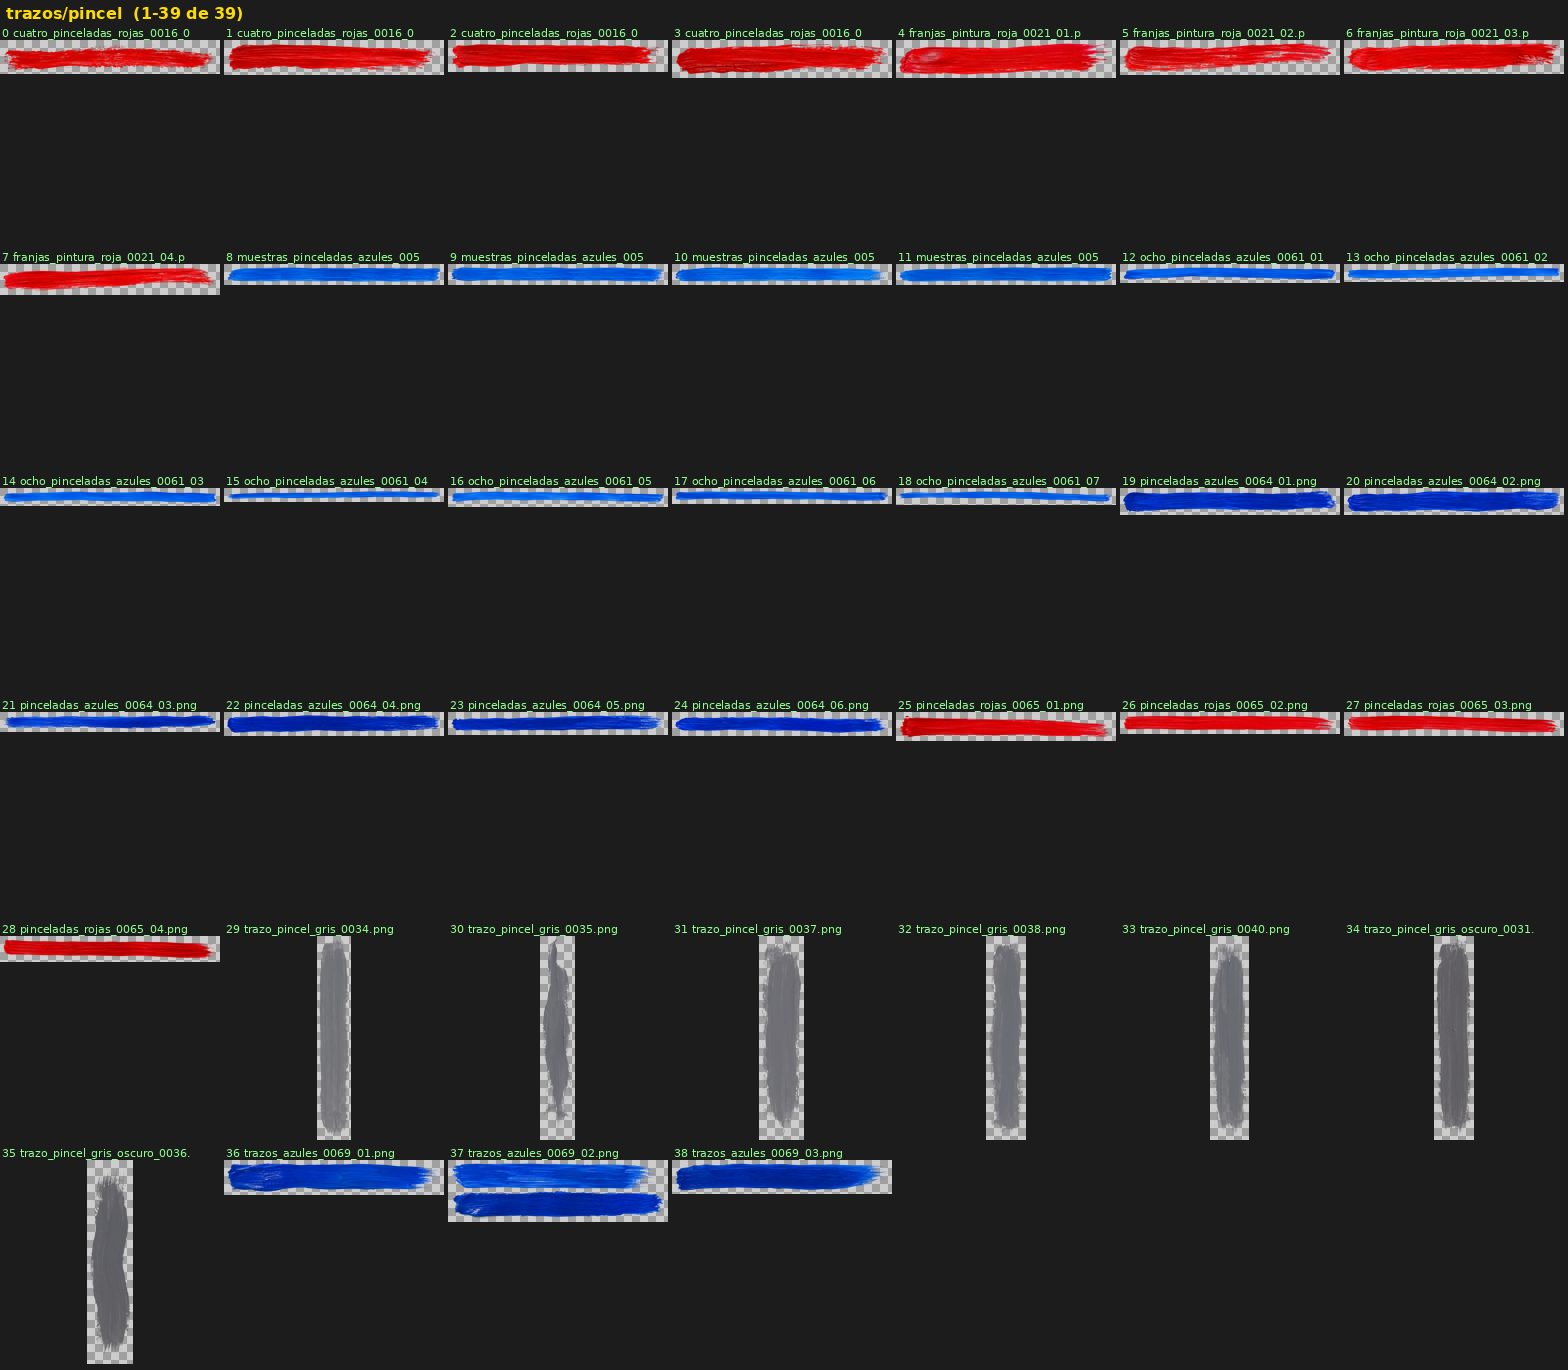 trazos/pincel (1-39 de 39)
0 cuatro_pinceladas_rojas_0016_0
1 cuatro_pinceladas_rojas_0016_0
2 cuatro_pinceladas_rojas_0016_0
3 cuatro_pinceladas_rojas_0016_0
4 franjas_pintura_roja_0021_01.p
5 franjas_pintura_roja_0021_02.p
6 franjas_pintura_roja_0021_03.p
7 franjas_pintura_roja_0021_04.p
8 muestras_pinceladas_azules_005
9 muestras_pinceladas_azules_005
10 muestras_pinceladas_azules_005
11 muestras_pinceladas_azules_005
12 ocho_pinceladas_azules_0061_01
13 ocho_pinceladas_azules_0061_02
14 ocho_pinceladas_azules_0061_03
15 ocho_pinceladas_azules_0061_04
16 ocho_pinceladas_azules_0061_05
17 ocho_pinceladas_azules_0061_06
18 ocho_pinceladas_azules_0061_07
19 pinceladas_azules_0064_01.png
20 pinceladas_azules_0064_02.png
21 pinceladas_azules_0064_03.png
22 pinceladas_azules_0064_04.png
23 pinceladas_azules_0064_05.png
24 pinceladas_azules_0064_06.png
25 pinceladas_rojas_0065_01.png
26 pinceladas_rojas_0065_02.png
27 pinceladas_rojas_0065_03.png
28 pinceladas_rojas_0065_04.png
29 trazo_pincel_gris_0034.png
30 trazo_pincel_gris_0035.png
31 trazo_pincel_gris_0037.png
32 trazo_pincel_gris_0038.png
33 trazo_pincel_gris_0040.png
34 trazo_pincel_gris_oscuro_0031.
35 trazo_pincel_gris_oscuro_0036.
36 trazos_azules_0069_01.png
37 trazos_azules_0069_02.png
38 trazos_azules_0069_03.png